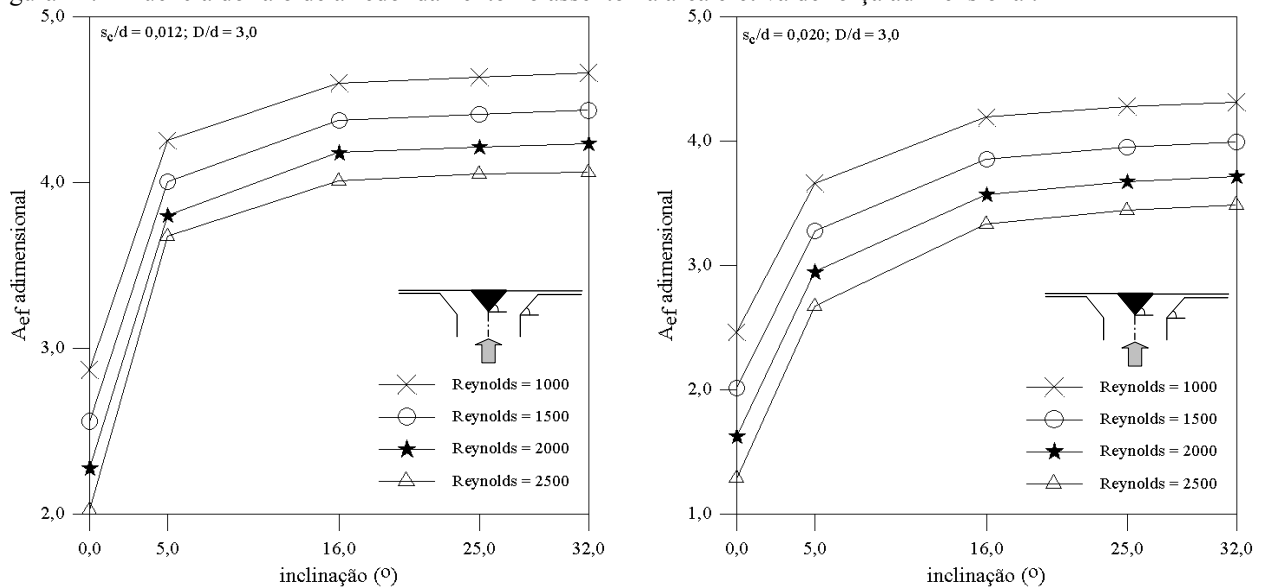 5,0
s_c/d = 0,012; D/d = 3,0
4,0
3,0
2,0
A_ef adimensional
Reynolds = 1000
Reynolds = 1500
Reynolds = 2000
Reynolds = 2500
0,0 5,0 16,0 25,0 32,0
inclinação (º)
5,0
s_c/d = 0,020; D/d = 3,0
4,0
3,0
2,0
1,0
A_ef adimensional
Reynolds = 1000
Reynolds = 1500
Reynolds = 2000
Reynolds = 2500
0,0 5,0 16,0 25,0 32,0
inclinação (º)